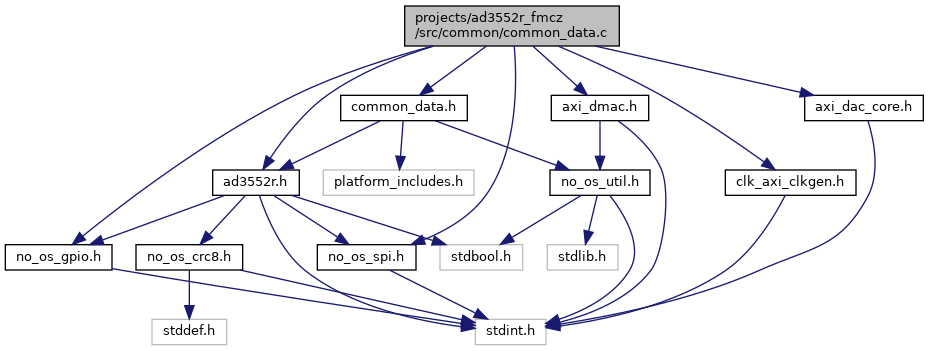 projects/ad3552r_fmcz
/src/common/common_data.c
common_data.h
axi_dmac.h
axi_dac_core.h
ad3552r.h
platform_includes.h
no_os_util.h
clk_axi_clkgen.h
no_os_gpio.h
no_os_crc8.h
no_os_spi.h
stdbool.h
stdlib.h
stddef.h
stdint.h